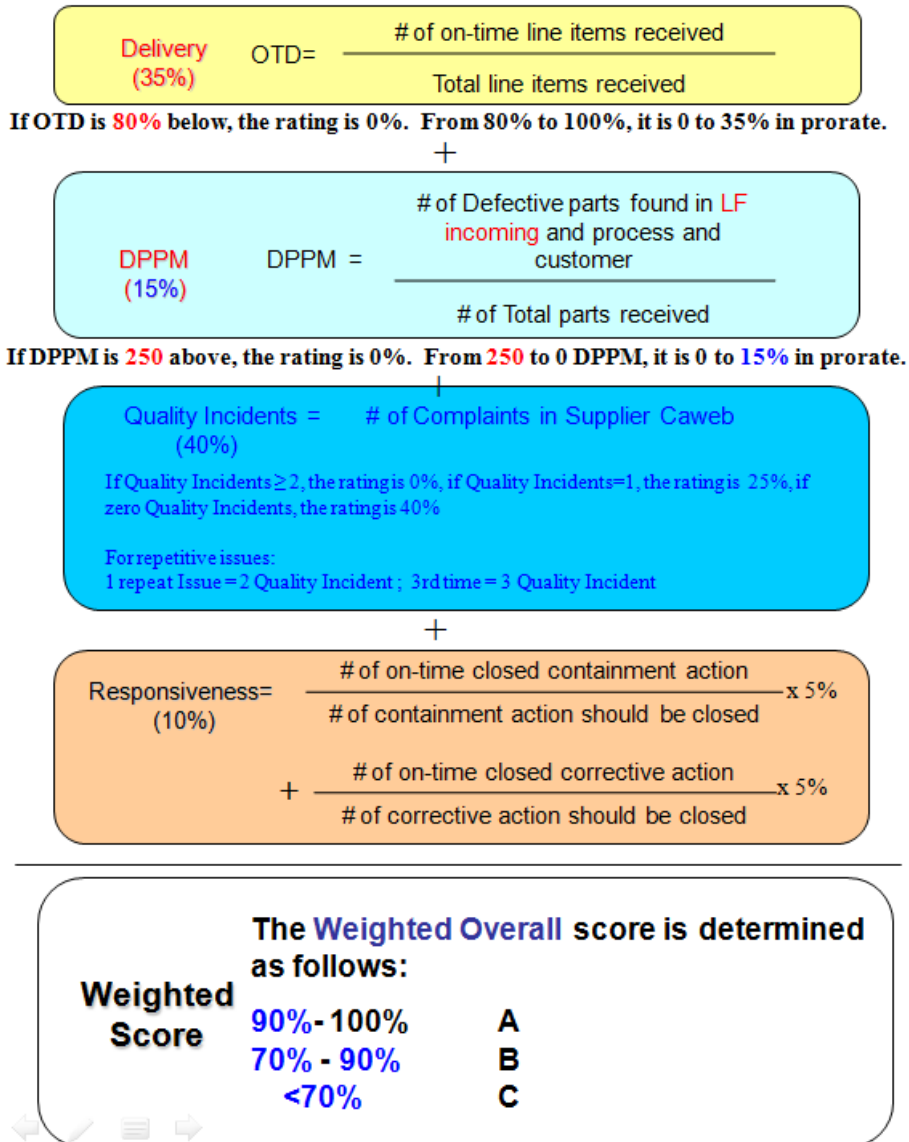 Delivery
(35%)
OTD=
# of on-time line items received
Total line items received
If OTD is 80% below, the rating is 0%.  From 80% to 100%, it is 0 to 35% in prorate.
+
DPPM
(15%)
DPPM =
# of Defective parts found in LF
incoming and process and
customer
# of Total parts received
If DPPM is 250 above, the rating is 0%.  From 250 to 0 DPPM, it is 0 to 15% in prorate.
+
Quality Incidents =
(40%)
# of Complaints in Supplier Caweb
If Quality Incidents≥2, the rating is 0%, if Quality Incidents=1, the rating is 25%, if
zero Quality Incidents, the rating is 40%
For repetitive issues:
1 repeat Issue = 2 Quality Incident ; 3rd time = 3 Quality Incident
+
Responsiveness=
(10%)
# of on-time closed containment action
# of containment action should be closed
x 5%
+
# of on-time closed corrective action
# of corrective action should be closed
x 5%
Weighted
Score
The Weighted Overall score is determined
as follows:
90%- 100% A
70% - 90% B
<70% C